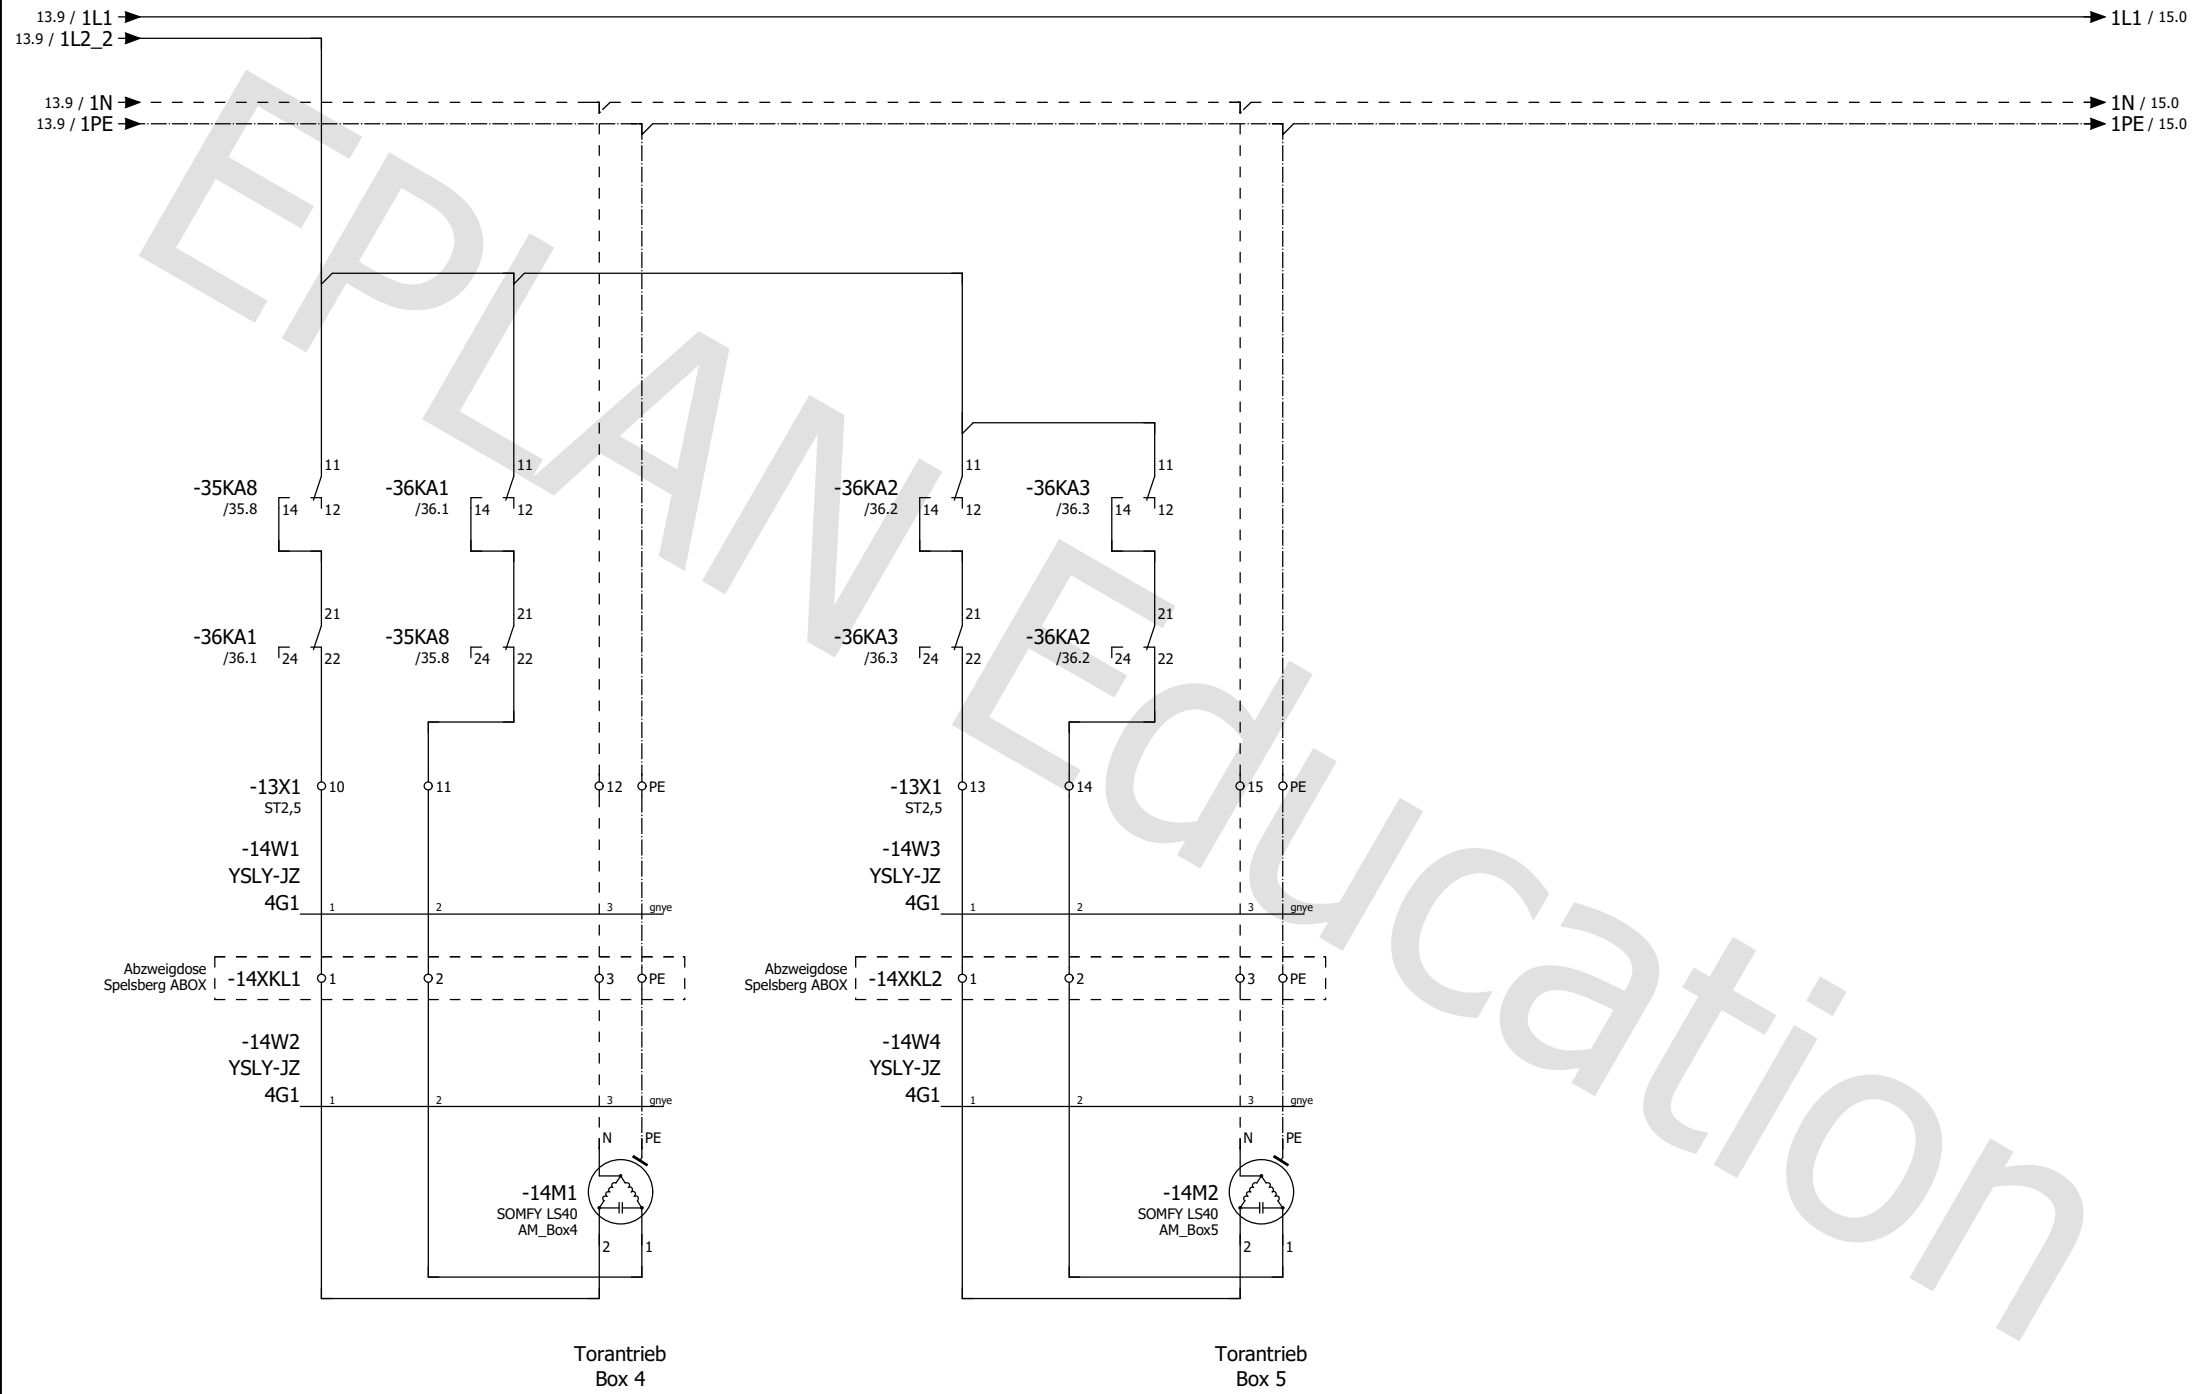 13.9 / 1L1
1L1 / 15.0
13.9 / 1L2_2
13.9 / 1N
1N / 15.0
13.9 / 1PE
1PE / 15.0
EPLAN Education
11
11
11
11
-35KA8
/35.8
14
12
-36KA1
/36.1
14
12
-36KA2
/36.2
14
12
-36KA3
/36.3
14
12
21
21
21
21
-36KA1
/36.1
24
22
-35KA8
/35.8
24
22
-36KA3
/36.3
24
22
-36KA2
/36.2
24
22
-13X1
ST2,5
10
11
12
PE
-13X1
ST2,5
13
14
15
PE
-14W1
YSLY-JZ
4G1
1
2
3
gnye
-14W3
YSLY-JZ
4G1
1
2
3
gnye
Abzweigdose
Spelsberg ABOX
-14XKL1
1
2
3
PE
Abzweigdose
Spelsberg ABOX
-14XKL2
1
2
3
PE
-14W2
YSLY-JZ
4G1
1
2
3
gnye
-14W4
YSLY-JZ
4G1
1
2
3
gnye
N
PE
-14M1
SOMFY LS40
AM_Box4
2
1
N
PE
-14M2
SOMFY LS40
AM_Box5
2
1
Torantrieb
Box 4
Torantrieb
Box 5